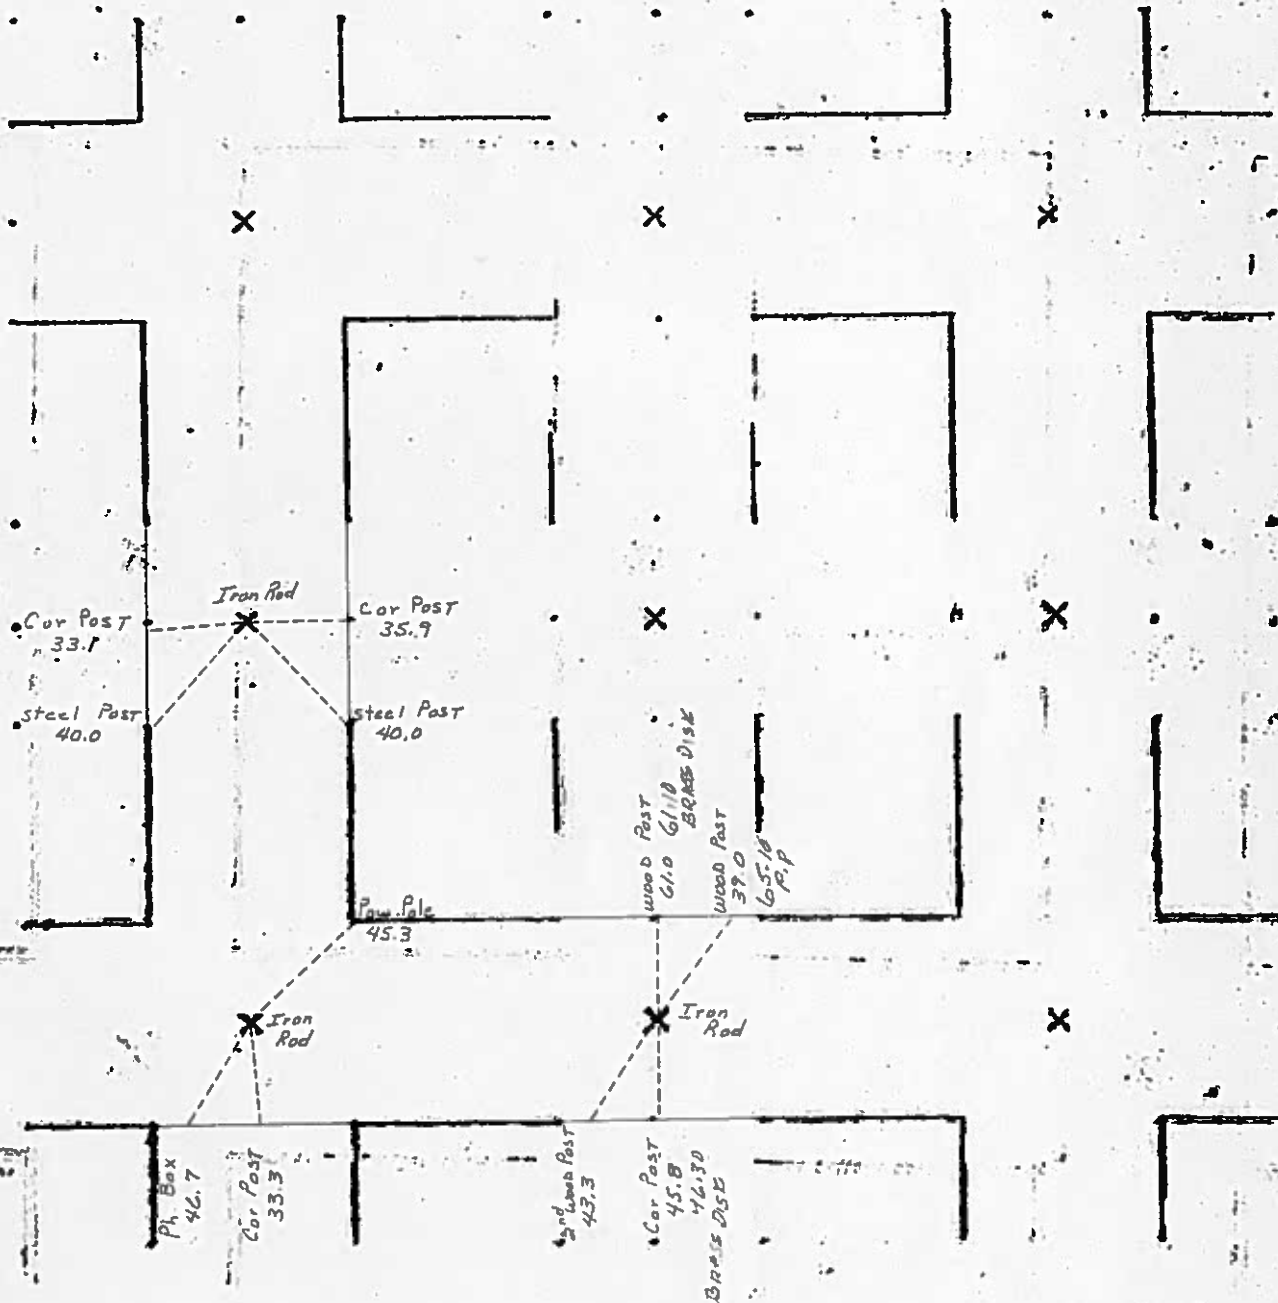 Iron Rod
Cor Post
33.1
Cor Post
35.9
Steel Post
40.0
Steel Post
40.0
Wood Post
61.0 61.10
BRASS DISK
Wood Post
39.0
65.16
P.P
Pow. Pole
45.3
Iron
Rod
Iron
Rod
Ph. Box
46.7
Cor Post
33.3
2nd Wood Post
43.3
Cor Post
45.8
46.30
BRASS DISK